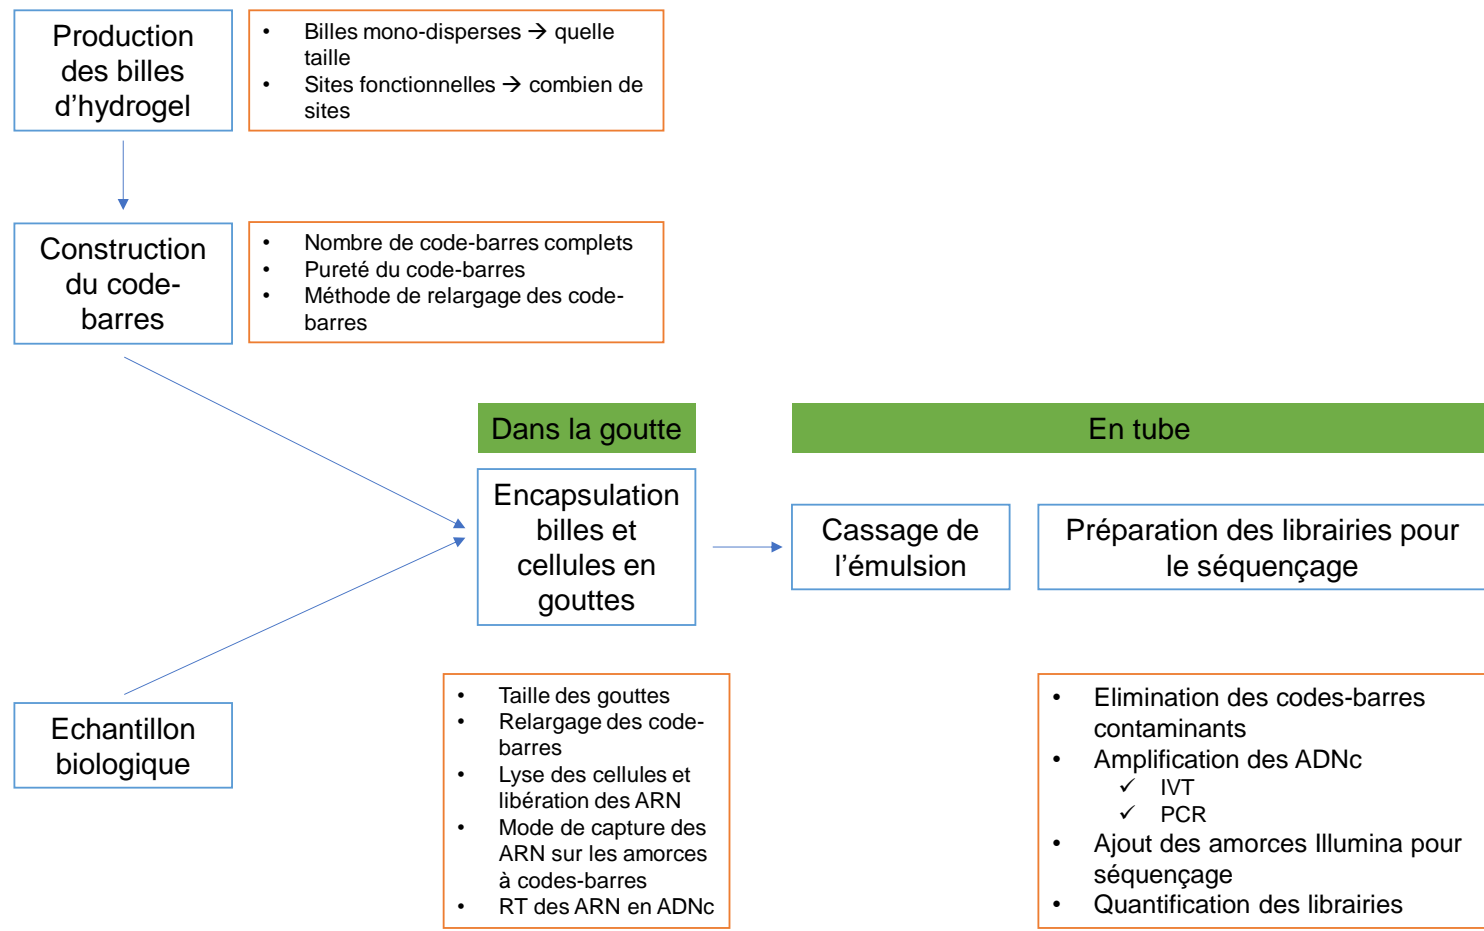 Production
des billes
d’hydrogel
• Billes mono-disperses → quelle
taille
• Sites fonctionnelles → combien de
sites
Construction
du code-
barres
• Nombre de code-barres complets
• Pureté du code-barres
• Méthode de relargage des code-
barres
Dans la goutte
En tube
Encapsulation
billes et
cellules en
gouttes
Cassage de
l’émulsion
Préparation des librairies pour
le séquençage
Echantillon
biologique
• Taille des gouttes
• Relargage des code-
barres
• Lyse des cellules et
libération des ARN
• Mode de capture des
ARN sur les amorces
à codes-barres
• RT des ARN en ADNc
• Elimination des codes-barres
contaminants
• Amplification des ADNc
✓ IVT
✓ PCR
• Ajout des amorces Illumina pour
séquençage
• Quantification des librairies